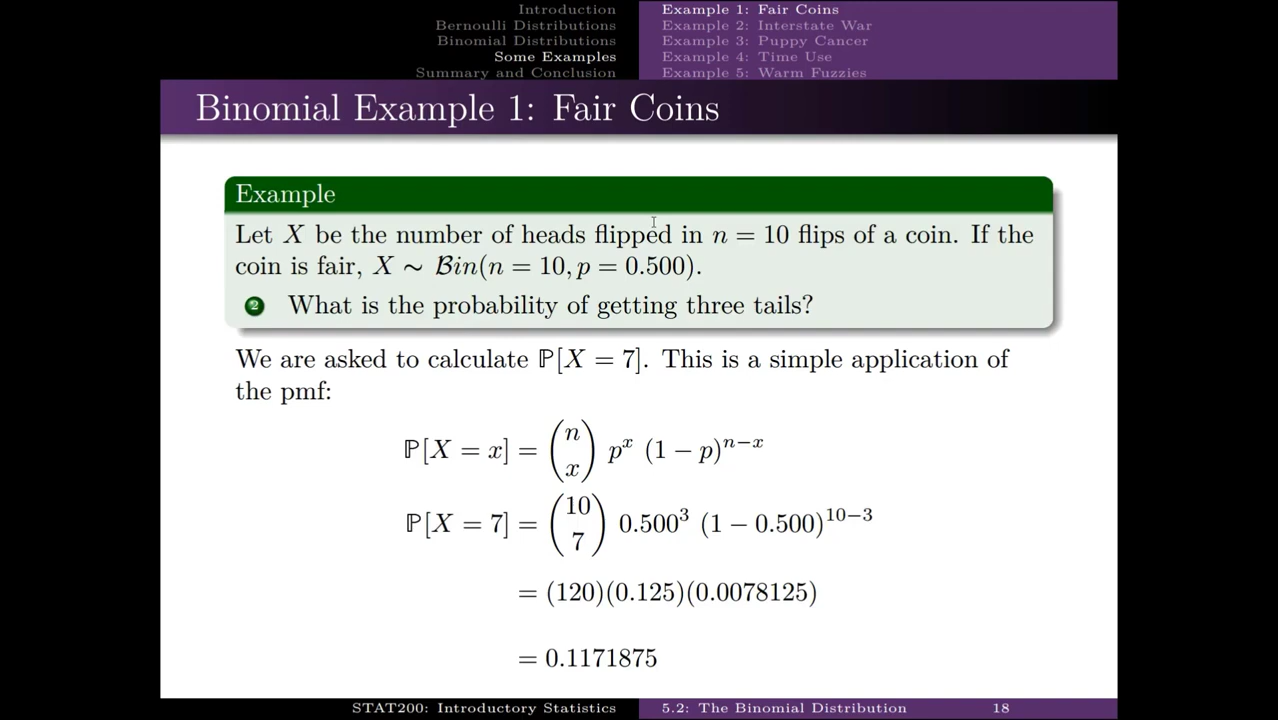 Introduction
Bernoulli Distributions
Binomial Distributions
Some Examples
Summary and Conclusion
Example 1: Fair Coins
Example 2: Interstate War
Example 3: Puppy Cancer
Example 4: Time Use
Example 5: Warm Fuzzies
Binomial Example 1: Fair Coins
Example
Let X be the number of heads flipped in n = 10 flips of a coin. If the
coin is fair, X ∼ Bin(n = 10, p = 0.500).
2 What is the probability of getting three tails?
We are asked to calculate ℙ[X = 7]. This is a simple application of
the pmf:
ℙ[X = x] = (n x) pˣ (1 − p)ⁿ⁻ˣ
ℙ[X = 7] = (10 7) 0.500³ (1 − 0.500)¹⁰⁻³
= (120)(0.125)(0.0078125)
= 0.1171875
STAT200: Introductory Statistics
5.2: The Binomial Distribution
18